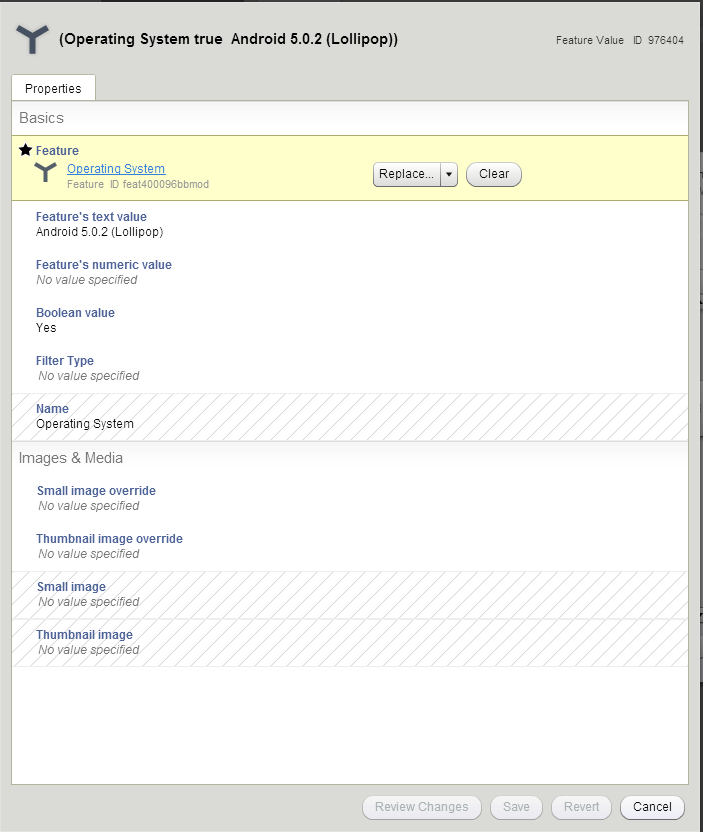 (Operating System true  Android 5.0.2 (Lollipop))
Feature Value  ID  976404
Properties
Basics
Feature
Operating System
Feature  ID feat400096bbmod
Replace...
Clear
Feature's text value
Android 5.0.2 (Lollipop)
Feature's numeric value
No value specified
Boolean value
Yes
Filter Type
No value specified
Name
Operating System
Images & Media
Small image override
No value specified
Thumbnail image override
No value specified
Small image
No value specified
Thumbnail image
No value specified
Review Changes
Save
Revert
Cancel